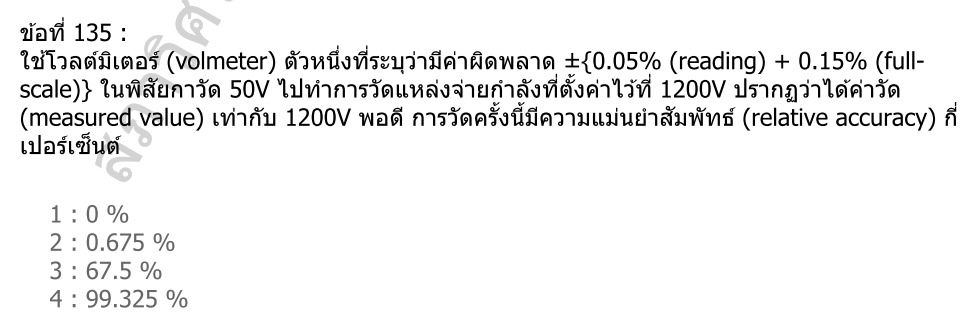 ข้อที่ 135 :
ใช้โวลต์มิเตอร์ (volmeter) ตัวหนึ่งที่ระบุว่ามีค่าผิดพลาด ±{0.05% (reading) + 0.15% (full-
scale)} ในพิสัยการวัด 50V ไปทำการวัดแหล่งจ่ายกำลังที่ตั้งค่าไว้ที่ 1200V ปรากฏว่าได้ค่าวัด
(measured value) เท่ากับ 1200V พอดี การวัดครั้งนี้มีความแม่นยำสัมพัทธ์ (relative accuracy) กี่
เปอร์เซ็นต์
1 : 0 %
2 : 0.675 %
3 : 67.5 %
4 : 99.325 %